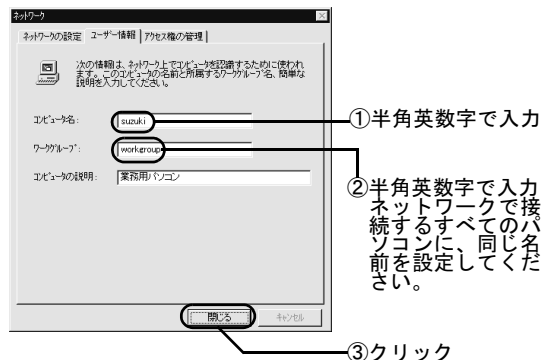 ネットワーク
ネットワークの設定 ユーザー情報 アクセス権の管理
次の情報は、ネットワーク上でコンピュータを認識するために使われ
ます。このコンピュータの名前と所属するワークグループ名、簡単な
説明を入力してください。
コンピュータ名:
suzuki
ワークグループ:
workgroup
コンピュータの説明:
業務用パソコン
閉じる
キャンセル
①半角英数字で入力
②半角英数字で入力
ネットワークで接
続するすべてのパ
ソコンに、同じ名
前を設定してくだ
さい。
③クリック